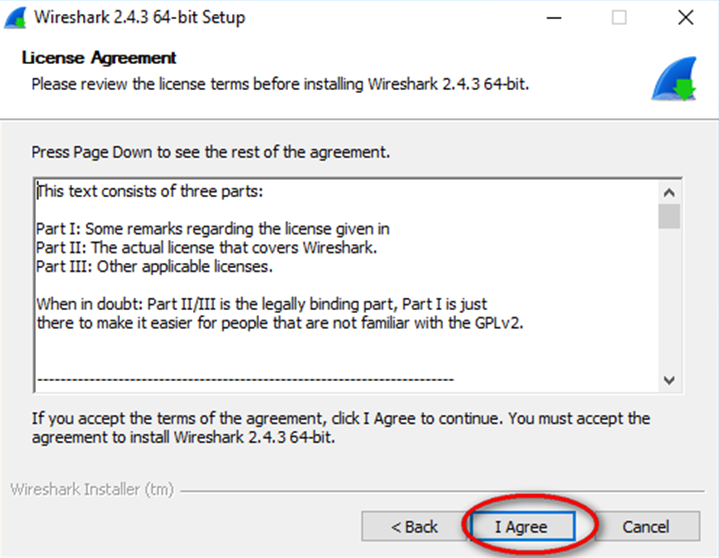 Wireshark 2.4.3 64-bit Setup
License Agreement
Please review the license terms before installing Wireshark 2.4.3 64-bit.
Press Page Down to see the rest of the agreement.
This text consists of three parts:
Part I: Some remarks regarding the license given in
Part II: The actual license that covers Wireshark.
Part III: Other applicable licenses.
When in doubt: Part II/III is the legally binding part, Part I is just
there to make it easier for people that are not familiar with the GPLv2.
-----------------------------------------------------------------------
If you accept the terms of the agreement, click I Agree to continue. You must accept the
agreement to install Wireshark 2.4.3 64-bit.
Wireshark Installer (tm)
< Back I Agree Cancel